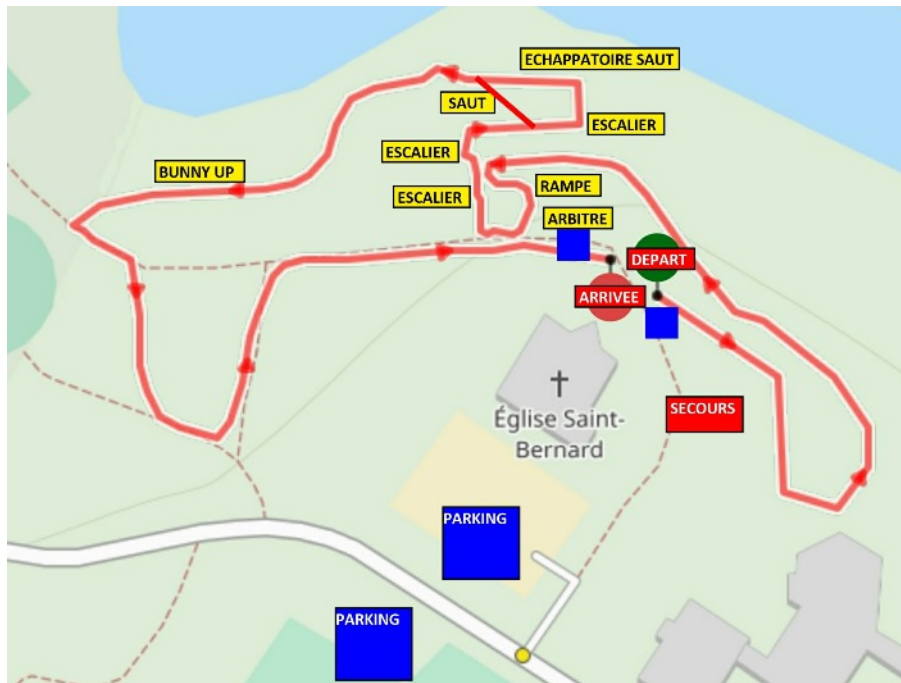 ECHAPPATOIRE SAUT
SAUT
ESCALIER
ESCALIER
BUNNY UP
ESCALIER
RAMPE
ARBITRE
DEPART
ARRIVEE
SECOURS
Église Saint-
Bernard
PARKING
PARKING